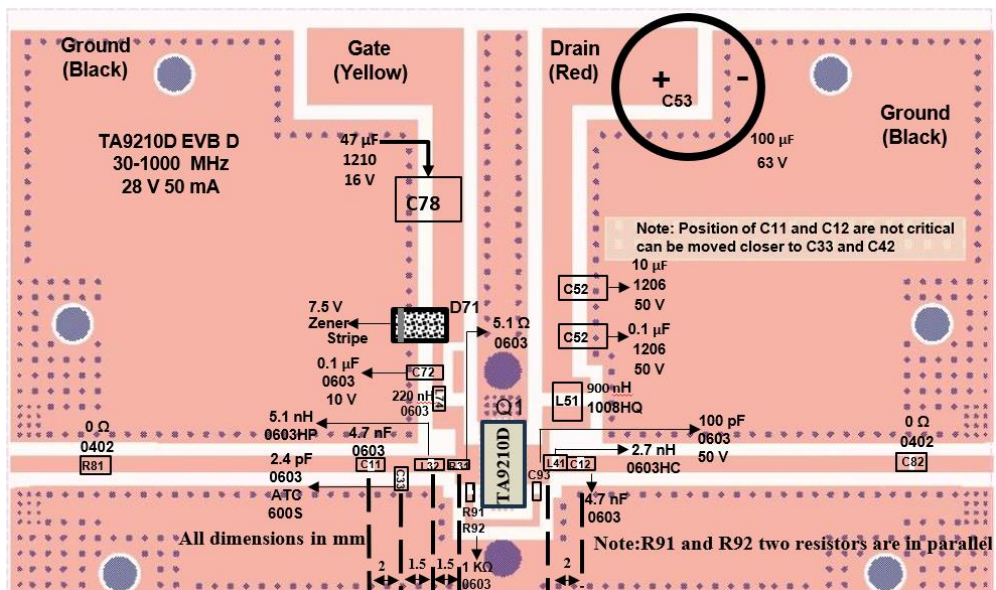 Ground
(Black)
Gate
(Yellow)
Drain
(Red)
+
-
C53
Ground
(Black)
TA9210D EVB D
30-1000 MHz
28 V 50 mA
47 µF
1210
16 V
C78
100 µF
63 V
Note: Position of C11 and C12 are not critical
can be moved closer to C33 and C42
C52
10 µF
1206
50 V
7.5 V
Zener
Stripe
D71
5.1 Ω
0603
C52
0.1 µF
1206
50 V
0.1 µF
0603
10 V
C72
220 nH
0603
L74
L51
900 nH
1008HQ
Q1
TA9210D
5.1 nH
0603HP
4.7 nF
0603
100 pF
0603
50 V
0 Ω
0402
R81
2.4 pF
0603
ATC
600S
C11
C33
L32
R31
C93
L41
C12
2.7 nH
0603HC
0 Ω
0402
C82
R91
R92
4.7 nF
0603
All dimensions in mm
Note:R91 and R92 two resistors are in parallel
2
1.5
1.5
1 KΩ
0603
2